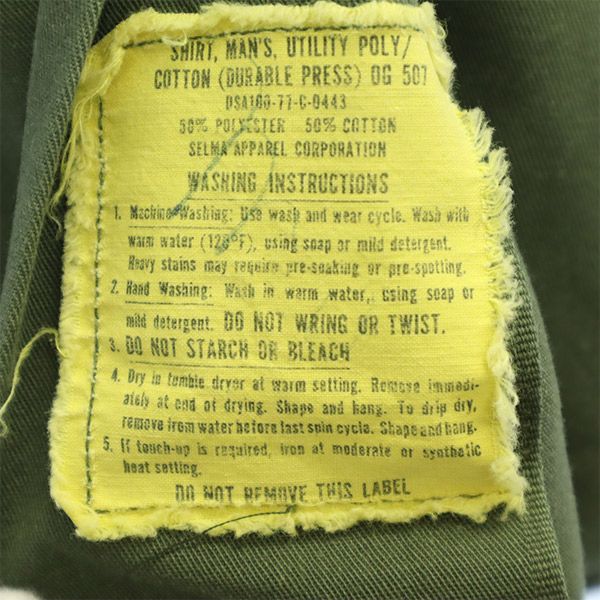 SHIRT, MAN'S, UTILITY POLY/
COTTON (DURABLE PRESS) OG 507
DSA100-77-C-0443
50% POLYESTER 50% COTTON
SELMA APPAREL CORPORATION
WASHING INSTRUCTIONS
1. Machine Washing: Use wash and wear cycle. Wash with
warm water (120°F), using soap or mild detergent.
Heavy stains may require pre-soaking or pre-spotting.
2. Hand Washing: Wash in warm water, using soap or
mild detergent. DO NOT WRING OR TWIST.
3. DO NOT STARCH OR BLEACH
4. Dry in tumble dryer at warm setting. Remove immedi-
ately at end of drying. Shape and hang. To drip dry,
remove from water before last spin cycle. Shape and hang.
5. If touch-up is required, iron at moderate or synthetic
heat setting.
DO NOT REMOVE THIS LABEL